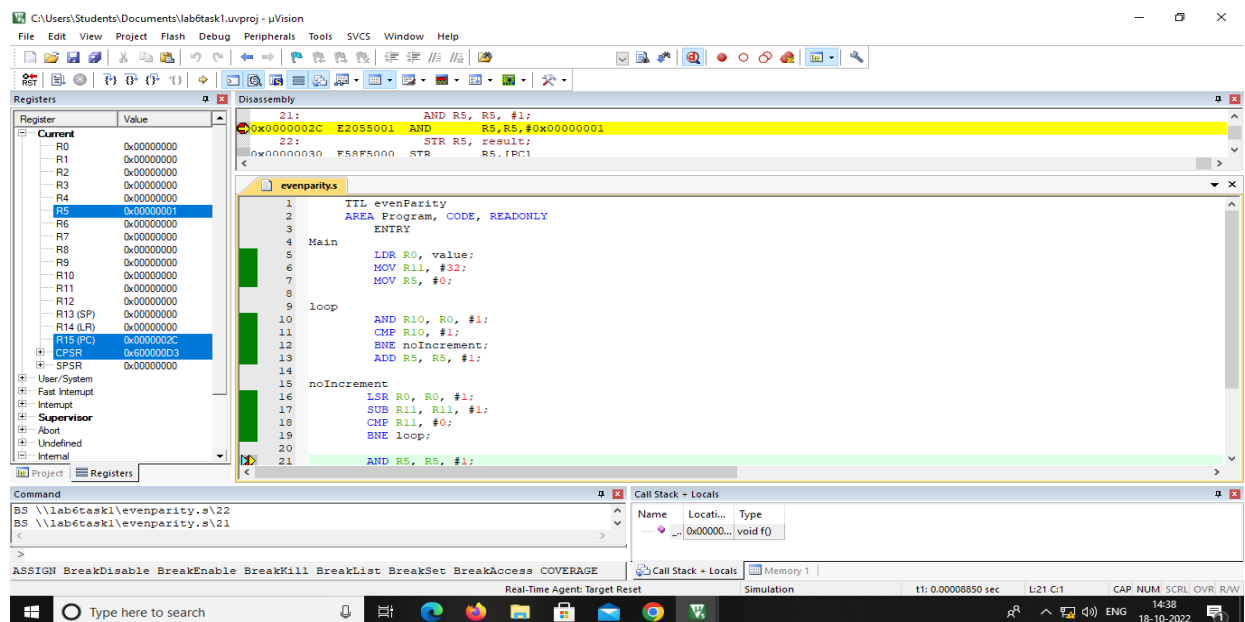 C:\Users\Students\Documents\lab6task1.uvproj - µVision
File Edit View Project Flash Debug Peripherals Tools SVCS Window Help
RST
Registers
Register Value
Current
R0 0x00000000
R1 0x00000000
R2 0x00000000
R3 0x00000000
R4 0x00000000
R5 0x00000001
R6 0x00000000
R7 0x00000000
R8 0x00000000
R9 0x00000000
R10 0x00000000
R11 0x00000000
R12 0x00000000
R13 (SP) 0x00000000
R14 (LR) 0x00000000
R15 (PC) 0x0000002C
CPSR 0x600000D3
SPSR 0x00000000
User/System
Fast Interrupt
Interrupt
Supervisor
Abort
Undefined
Internal
Project Registers
Disassembly
21: AND R5, R5, #1;
0x0000002C E2055001 AND R5,R5,#0x00000001
22: STR R5, result;
0x00000030 E58F5000 STR R5,[PC]
evenparity.s
1 TTL evenParity
2 AREA Program, CODE, READONLY
3 ENTRY
4 Main
5 LDR R0, value;
6 MOV R11, #32;
7 MOV R5, #0;
8
9 loop
10 AND R10, R0, #1;
11 CMP R10, #1;
12 BNE noIncrement;
13 ADD R5, R5, #1;
14
15 noIncrement
16 LSR R0, R0, #1;
17 SUB R11, R11, #1;
18 CMP R11, #0;
19 BNE loop;
20
21 AND R5, R5, #1;
Command
BS \\lab6task1\evenparity.s\22
BS \\lab6task1\evenparity.s\21
>
ASSIGN BreakDisable BreakEnable BreakKill BreakList BreakSet BreakAccess COVERAGE
Call Stack + Locals
Name Locati... Type
_... 0x00000... void f()
Call Stack + Locals Memory 1
Real-Time Agent: Target Reset Simulation t1: 0.00008850 sec L:21 C:1 CAP NUM SCRL OVR R/W
Type here to search
ENG
14:38
18-10-2022